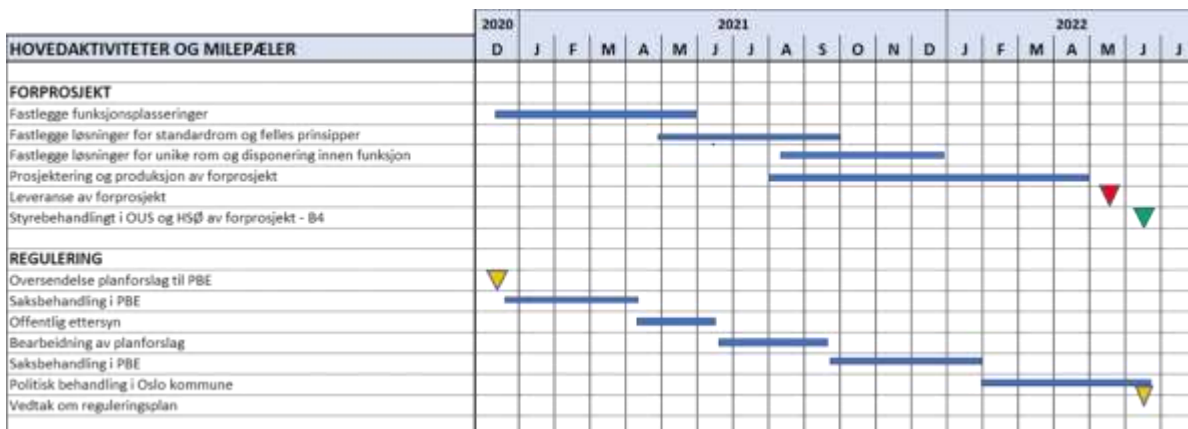 2020 2021 2022
HOVEDAKTIVITETER OG MILEPÆLER D J F M A M J J A S O N D J F M A M J J
FORPROSJEKT
Fastlegge funksjonsplasseringer
Fastlegge løsninger for standardrom og felles prinsipper
Fastlegge løsninger for unike rom og disponering innen funksjon
Prosjektering og produksjon av forprosjekt
Leveranse av forprosjekt
Styrebehandlingt i OUS og HSØ av forprosjekt - B4
REGULERING
Oversendelse planforslag til PBE
Saksbehandling i PBE
Offentlig ettersyn
Bearbeidning av planforslag
Saksbehandling i PBE
Politisk behandling i Oslo kommune
Vedtak om reguleringsplan